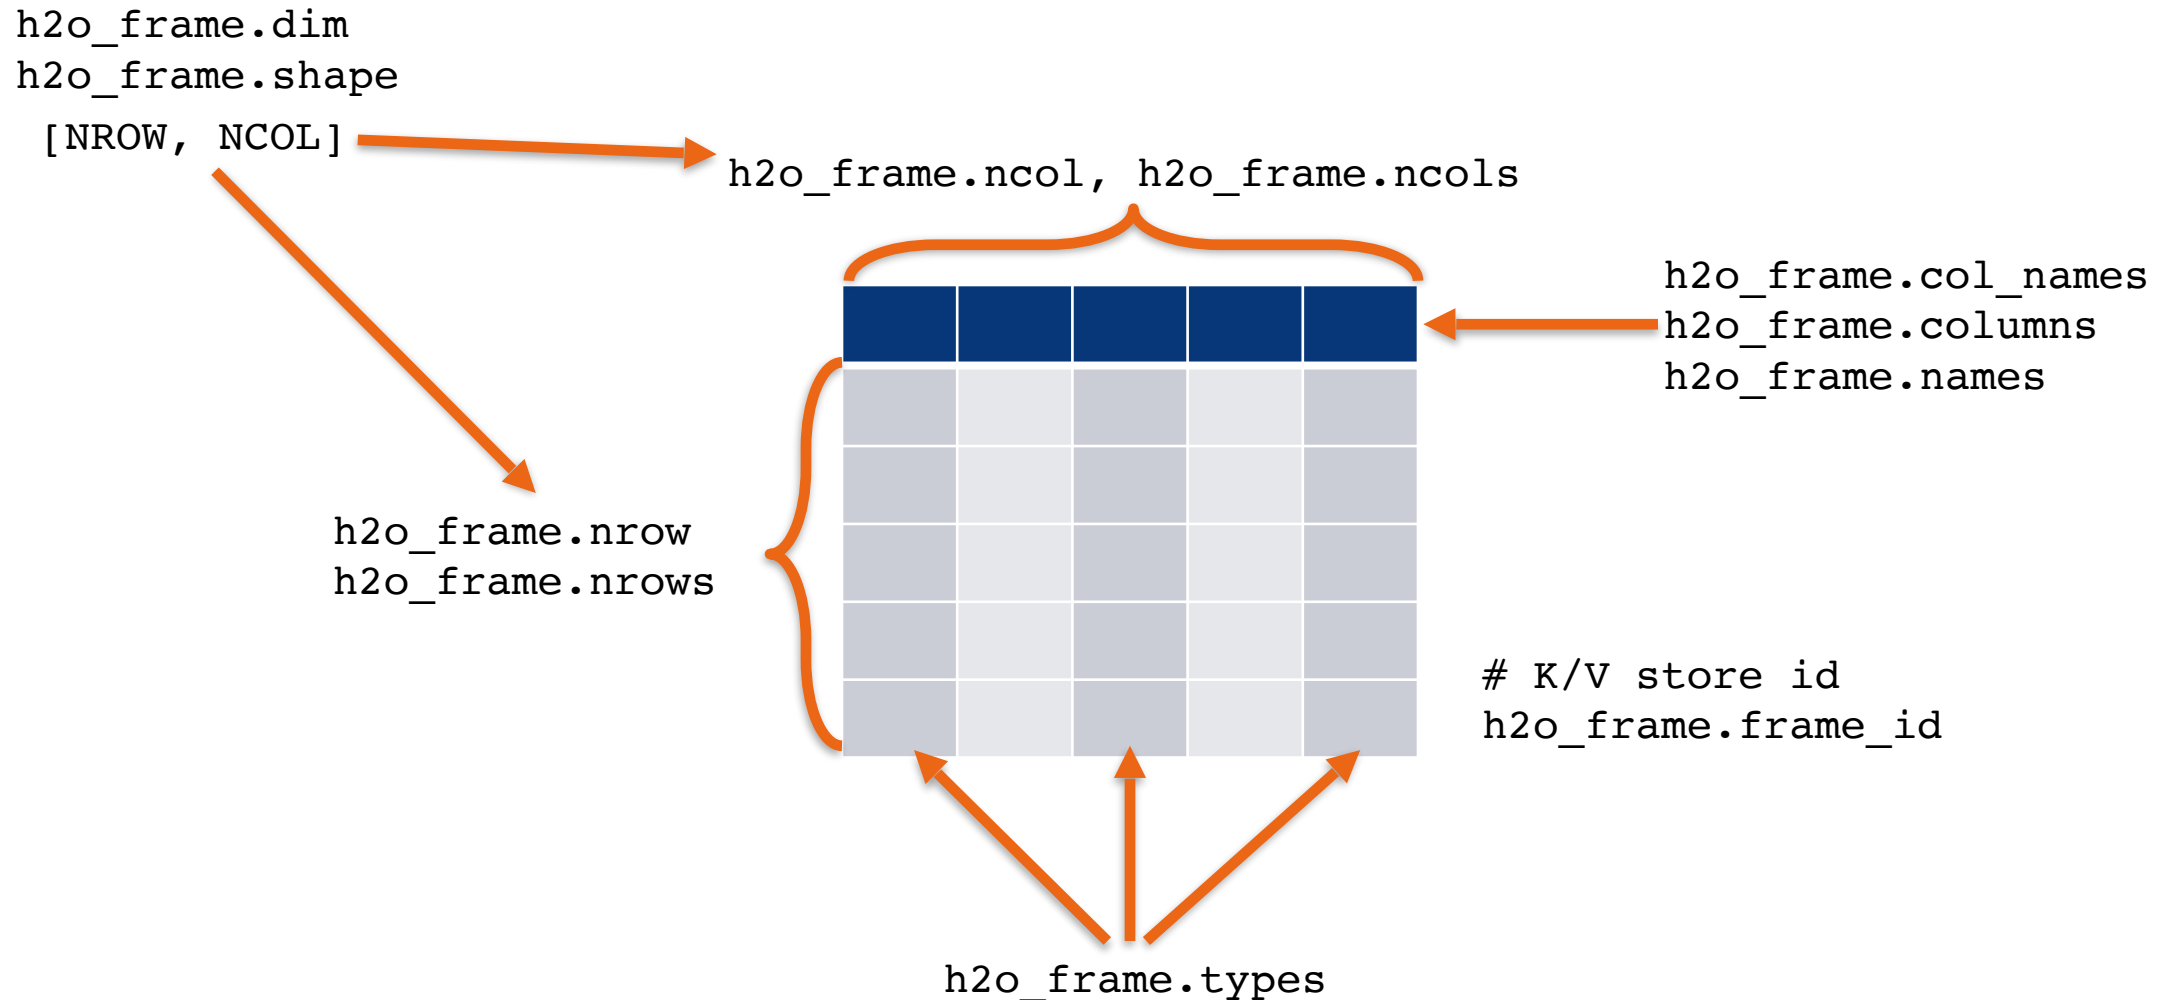 h2o_frame.dim
h2o_frame.shape
[NROW, NCOL]
h2o_frame.ncol, h2o_frame.ncols
h2o_frame.col_names
h2o_frame.columns
h2o_frame.names
h2o_frame.nrow
h2o_frame.nrows
# K/V store id
h2o_frame.frame_id
h2o_frame.types